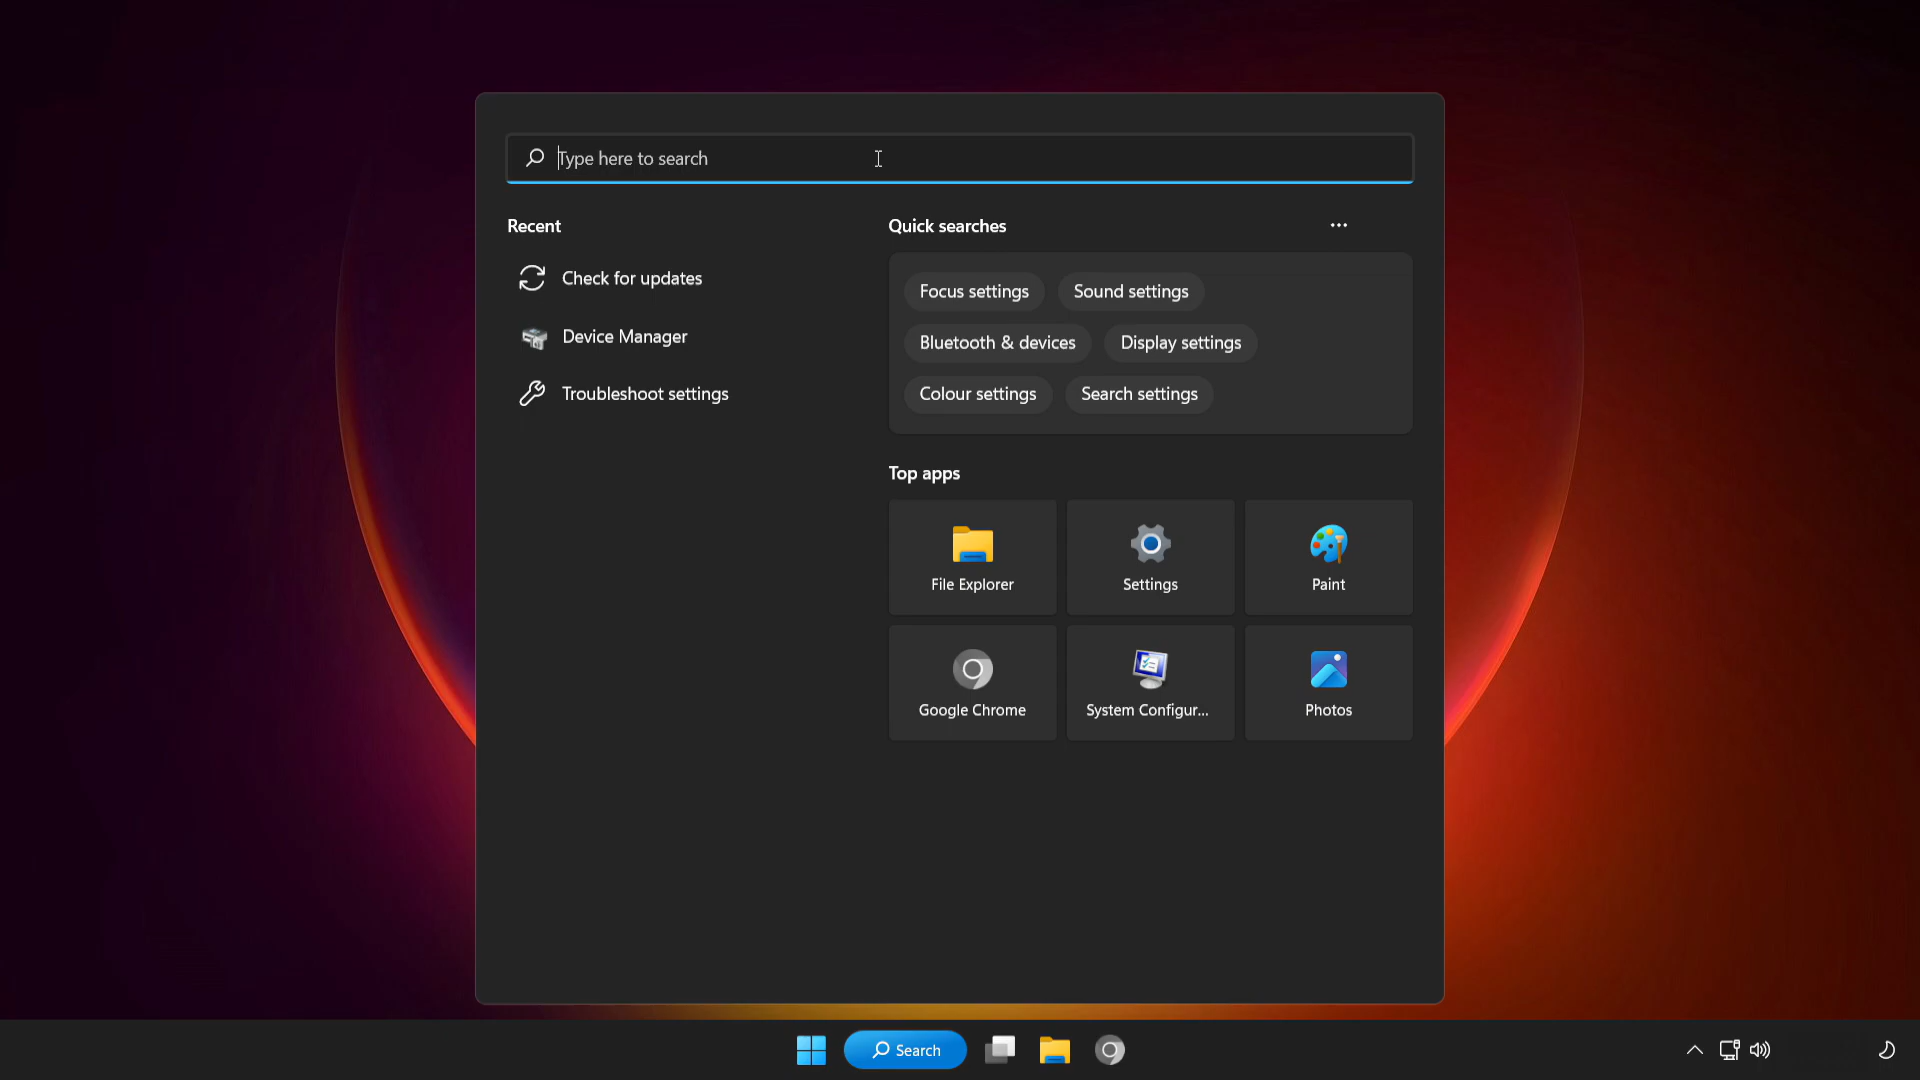 Type here to search
Recent
Quick searches
Check for updates
Device Manager
Troubleshoot settings
Focus settings
Sound settings
Bluetooth & devices
Display settings
Colour settings
Search settings
Top apps
File Explorer
Settings
Paint
Google Chrome
System Configur...
Photos
Search